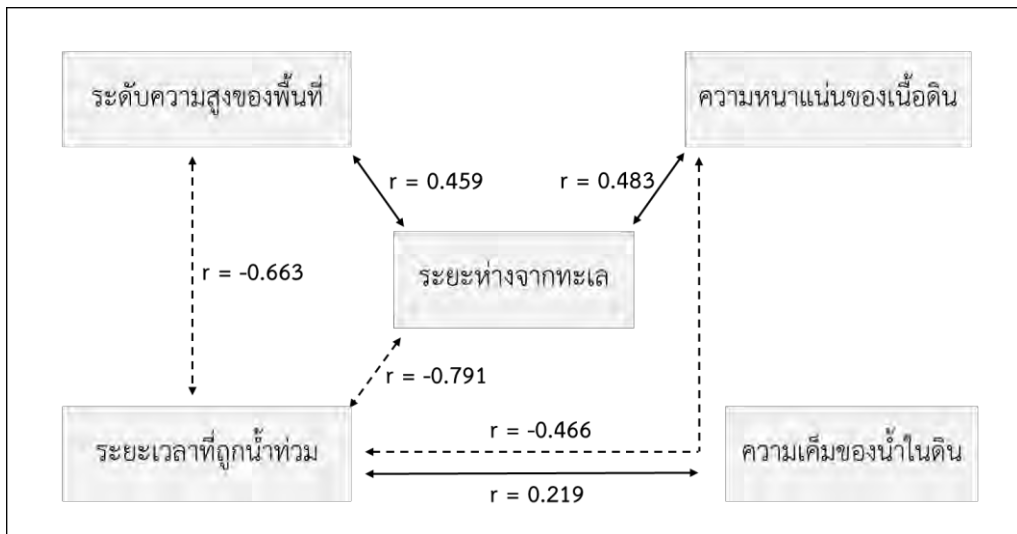 ระดับความสูงของพื้นที่
ความหนาแน่นของเนื้อดิน
r = 0.459
r = 0.483
ระยะห่างจากทะเล
r = -0.663
r = -0.791
ระยะเวลาที่ถูกน้ำท่วม
r = -0.466
ความเค็มของน้ำในดิน
r = 0.219